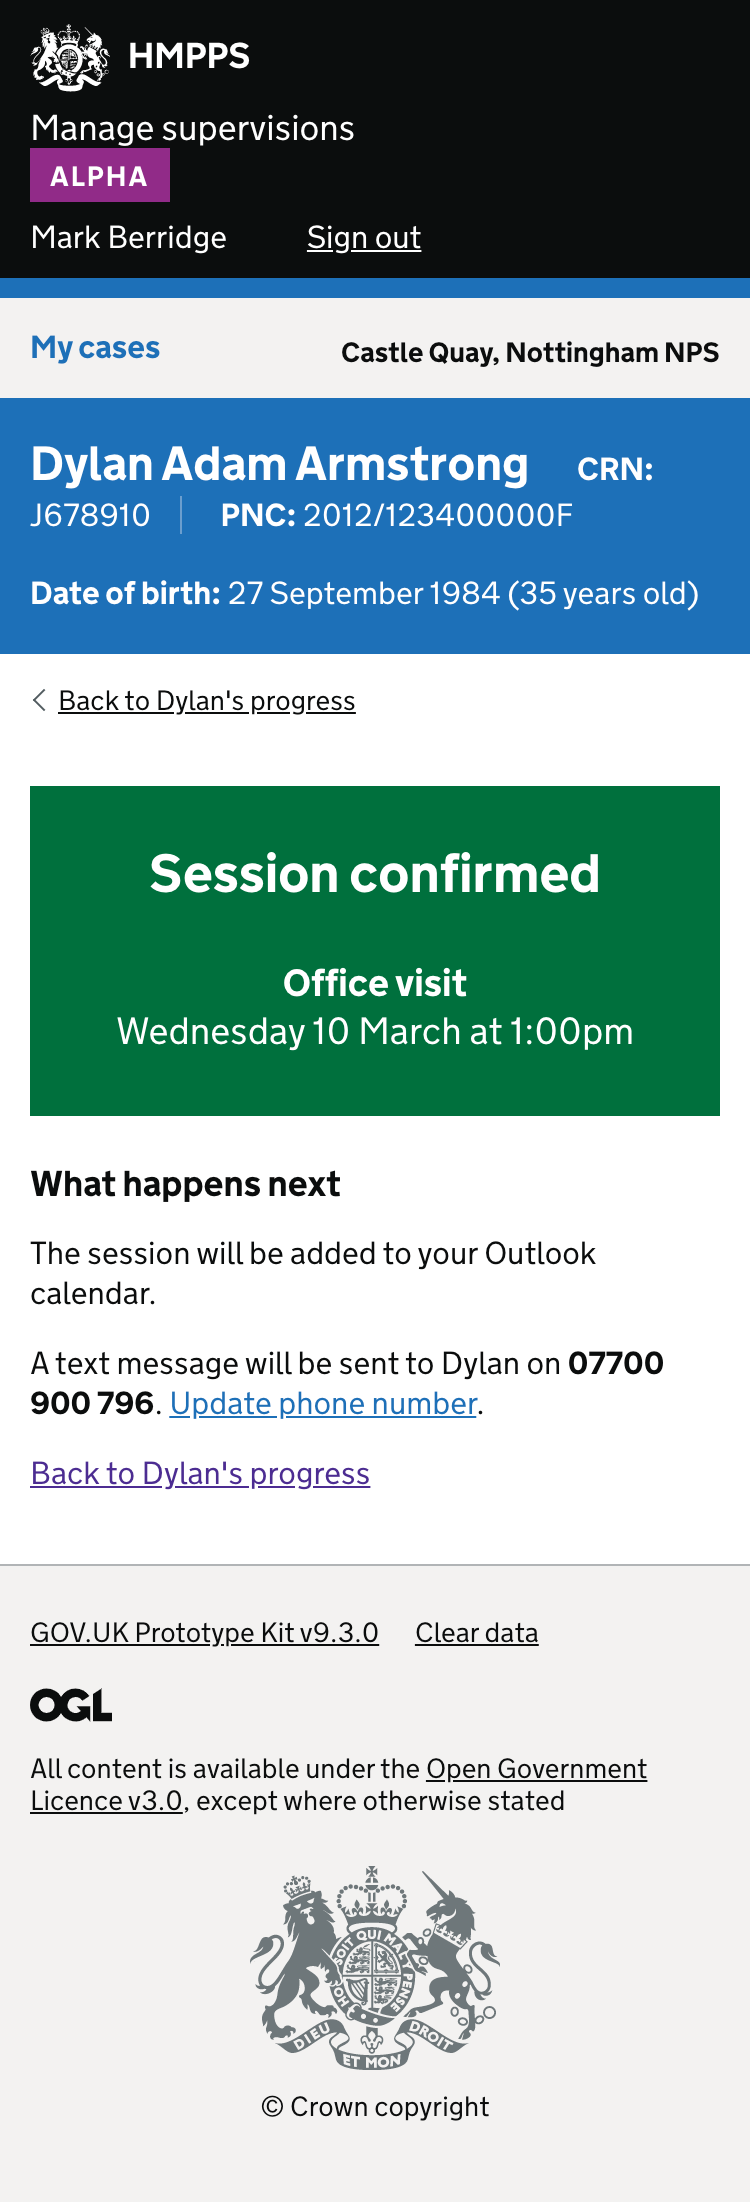 HMPPS
Manage supervisions
ALPHA
Mark Berridge Sign out
My cases Castle Quay, Nottingham NPS
Dylan Adam Armstrong CRN:
J678910 PNC: 2012/123400000F
Date of birth: 27 September 1984 (35 years old)
Back to Dylan's progress
Session confirmed
Office visit
Wednesday 10 March at 1:00pm
What happens next
The session will be added to your Outlook
calendar.
A text message will be sent to Dylan on 07700
900 796. Update phone number.
Back to Dylan's progress
GOV.UK Prototype Kit v9.3.0 Clear data
OGL
All content is available under the Open Government
Licence v3.0, except where otherwise stated
SOIT QUI MAL
HONI PENSE
DIEU ET MON DROIT
© Crown copyright